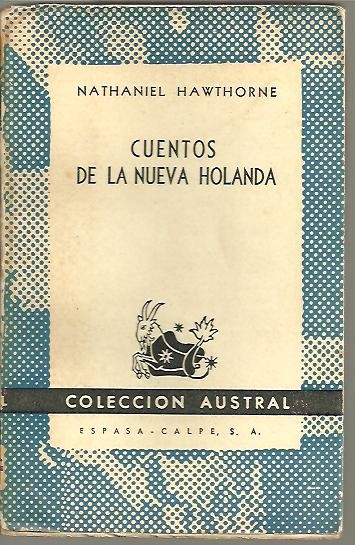 NATHANIEL HAWTHORNE
CUENTOS
DE LA NUEVA HOLANDA
L
COLECCION AUSTRAL
ESPASA-CALPE, S. A.